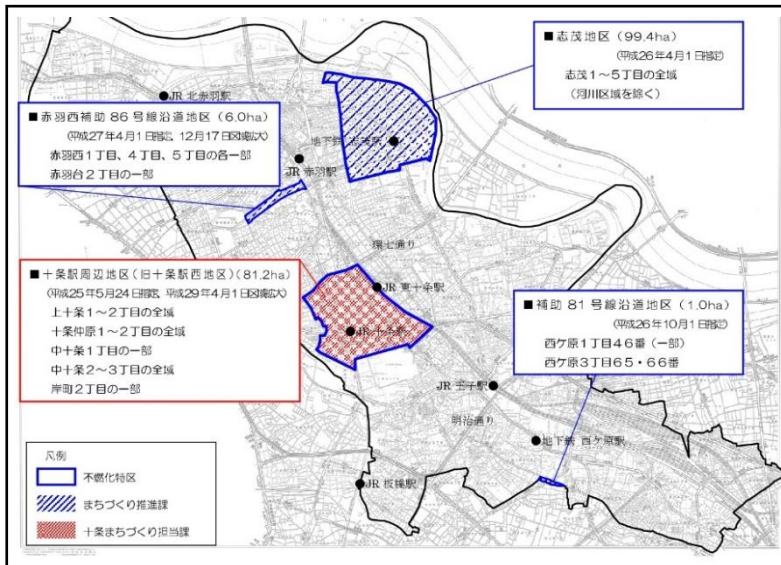 ■志茂地区(99.4ha)
(平成26年4月1日指定)
志茂1~5丁目の全域
(河川区域を除く)
JR 北赤羽駅
■赤羽西補助86号線沿道地区(6.0ha)
(平成27年4月1日指定、12月17日区域拡大)
赤羽西1丁目、4丁目、5丁目の各一部
赤羽台2丁目の一部
地下鉄 志茂駅
JR 赤羽駅
環七通り
■十条駅周辺地区(旧十条駅西地区)(81.2ha)
(平成25年5月24日指定、平成29年4月1日区域拡大)
上十条1~2丁目の全域
十条仲原1~2丁目の全域
中十条1丁目の一部
中十条2~3丁目の全域
岸町2丁目の一部
JR 東十条駅
JR 十条駅
■補助81号線沿道地区(1.0ha)
(平成26年10月1日指定)
西ケ原1丁目46番(一部)
西ケ原3丁目65・66番
JR 王子駅
明治通り
地下鉄 西ケ原駅
JR 板橋駅
凡例
不燃化特区
まちづくり推進課
十条まちづくり担当課